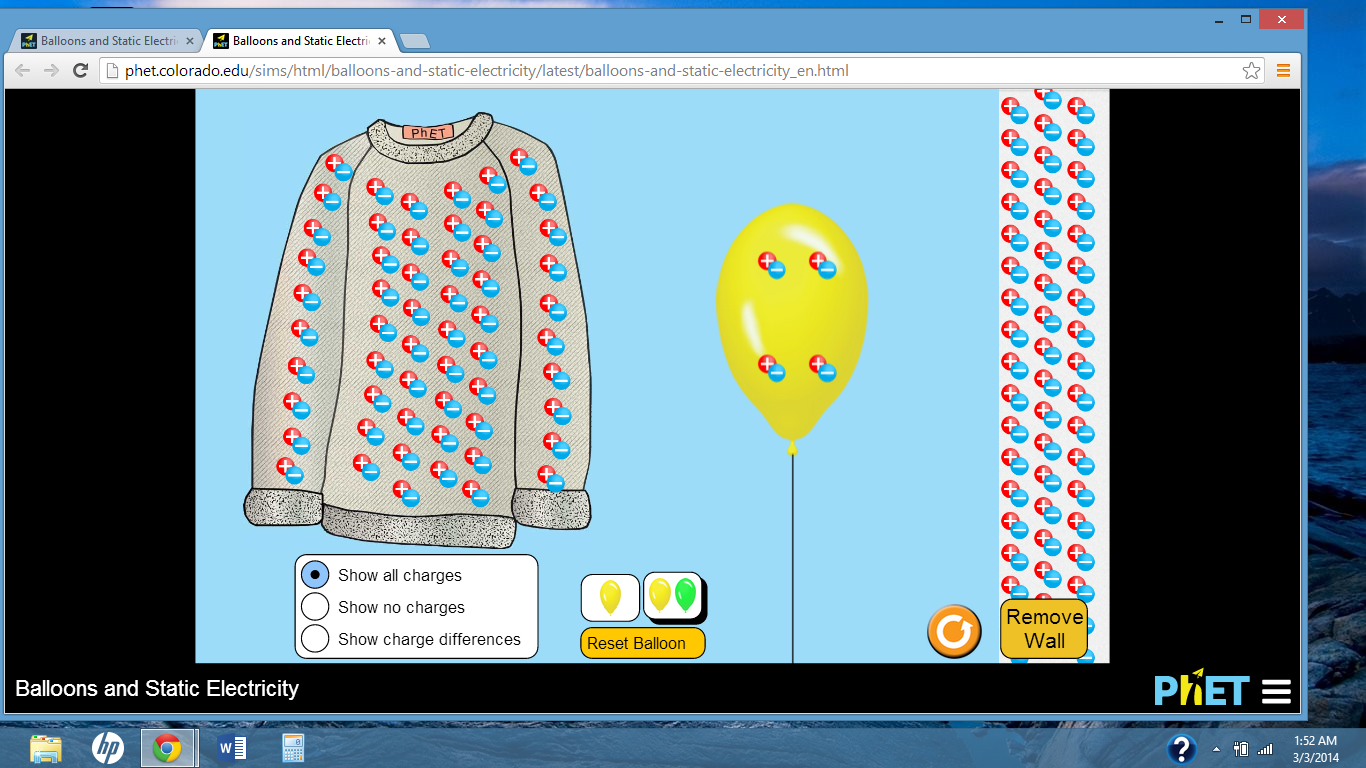 Balloons and Static Electri
Balloons and Static Electri
phet.colorado.edu/sims/html/balloons-and-static-electricity/latest/balloons-and-static-electricity_en.html
PhET
Show all charges
Show no charges
Show charge differences
Reset Balloon
Remove
Wall
Balloons and Static Electricity
PhET
hp
W
?
1:52 AM
3/3/2014